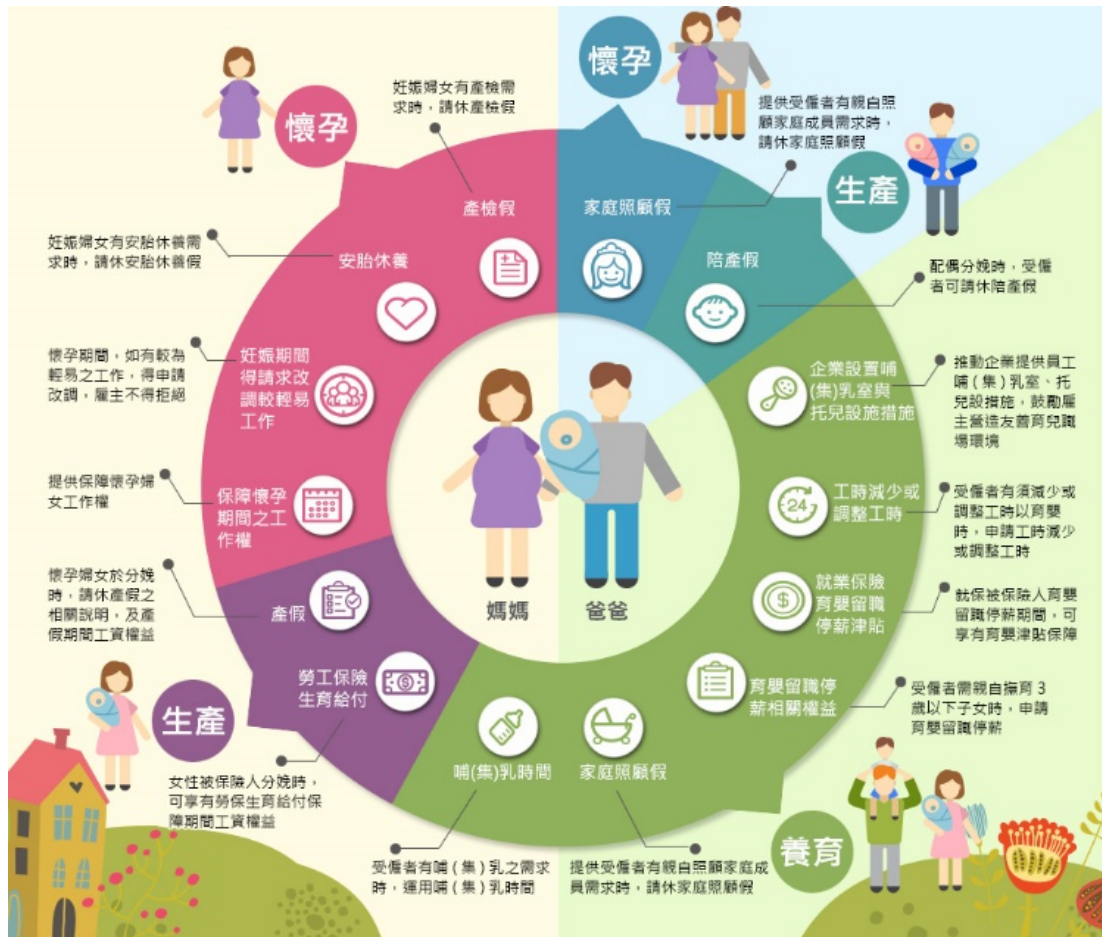 懷孕
妊娠婦女有產檢需
求時，請休產檢假
產檢假
妊娠婦女有安胎休養需
求時，請休安胎休養假
安胎休養
懷孕期間，如有較為
輕易之工作，得申請
改調，雇主不得拒絕
妊娠期間
得請求改
調較輕易
工作
提供保障懷孕婦
女工作權
保障懷孕
期間之工
作權
懷孕婦女於分娩
時，請休產假之
相關說明，及產
假期間工資權益
產假
勞工保險
生育給付
生產
女性被保險人分娩時，
可享有勞保生育給付保
障期間工資權益
懷孕
提供受僱者有親自照
顧家庭成員需求時，
請休家庭照顧假
家庭照顧假
生產
陪產假
配偶分娩時，受僱
者可請休陪產假
企業設置哺
(集)乳室與
托兒設施措施
推動企業提供員工
哺（集）乳室、托
兒設措施，鼓勵雇
主營造友善育兒職
場環境
工時減少或
調整工時
受僱者有須減少或
調整工時以育嬰
時，申請工時減少
或調整工時
就業保險
育嬰留職
停薪津貼
就保被保險人育嬰
留職停薪期間，可
享有育嬰津貼保障
育嬰留職停
薪相關權益
受僱者需親自撫育 3
歲以下子女時，申請
育嬰留職停薪
家庭照顧假
提供受僱者有親自照顧家庭成
員需求時，請休家庭照顧假
哺(集)乳時間
受僱者有哺（集）乳之需求
時，運用哺（集）乳時間
養育
媽媽
爸爸
24